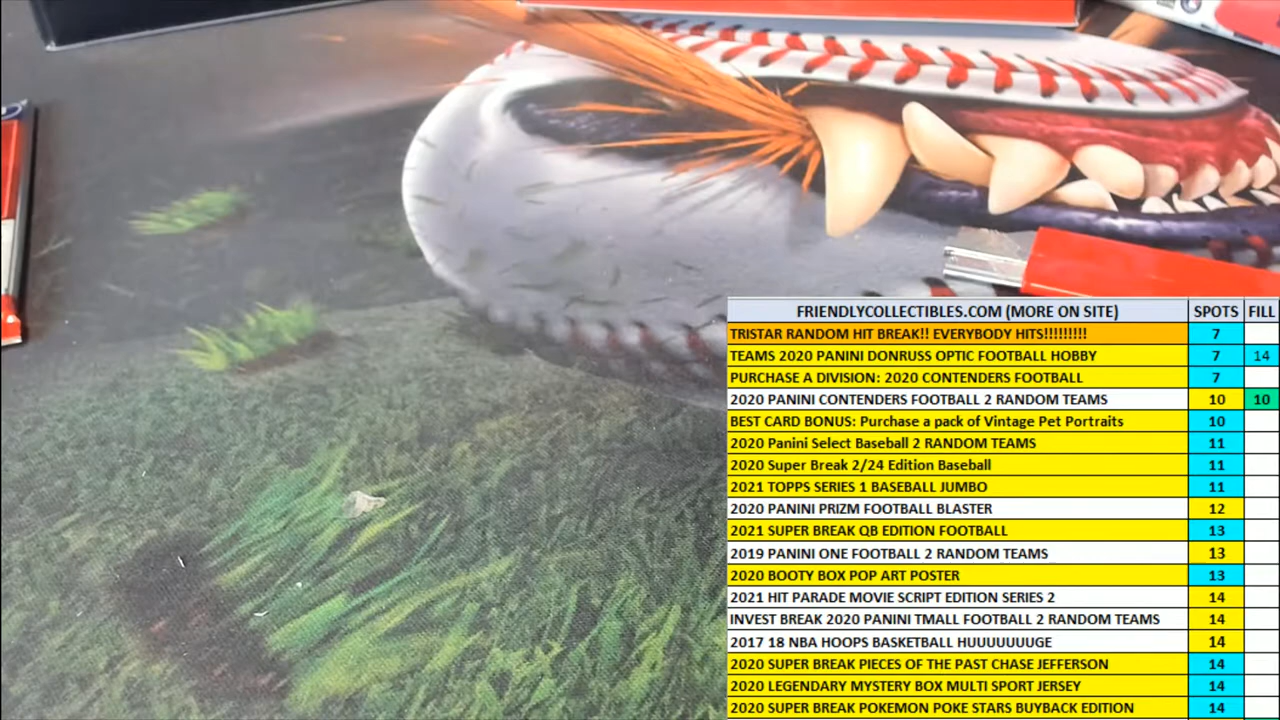 FRIENDLYCOLLECTIBLES.COM (MORE ON SITE) SPOTS FILL
TRISTAR RANDOM HIT BREAK!! EVERYBODY HITS!!!!!!!!! 7
TEAMS 2020 PANINI DONRUSS OPTIC FOOTBALL HOBBY 7 14
PURCHASE A DIVISION: 2020 CONTENDERS FOOTBALL 7
2020 PANINI CONTENDERS FOOTBALL 2 RANDOM TEAMS 10 10
BEST CARD BONUS: Purchase a pack of Vintage Pet Portraits 10
2020 Panini Select Baseball 2 RANDOM TEAMS 11
2020 Super Break 2/24 Edition Baseball 11
2021 TOPPS SERIES 1 BASEBALL JUMBO 11
2020 PANINI PRIZM FOOTBALL BLASTER 12
2021 SUPER BREAK QB EDITION FOOTBALL 13
2019 PANINI ONE FOOTBALL 2 RANDOM TEAMS 13
2020 BOOTY BOX POP ART POSTER 13
2021 HIT PARADE MOVIE SCRIPT EDITION SERIES 2 14
INVEST BREAK 2020 PANINI TMALL FOOTBALL 2 RANDOM TEAMS 14
2017 18 NBA HOOPS BASKETBALL HUUUUUUUGE 14
2020 SUPER BREAK PIECES OF THE PAST CHASE JEFFERSON 14
2020 LEGENDARY MYSTERY BOX MULTI SPORT JERSEY 14
2020 SUPER BREAK POKEMON POKE STARS BUYBACK EDITION 14